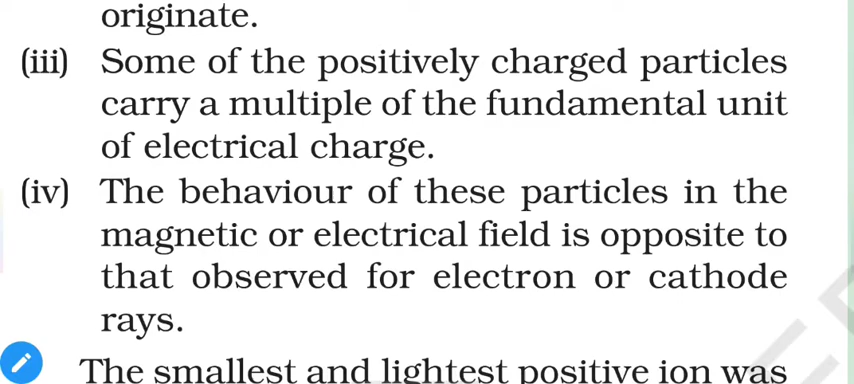 originate.
(iii) Some of the positively charged particles
carry a multiple of the fundamental unit
of electrical charge.
(iv) The behaviour of these particles in the
magnetic or electrical field is opposite to
that observed for electron or cathode
rays.
The smallest and lightest positive ion was